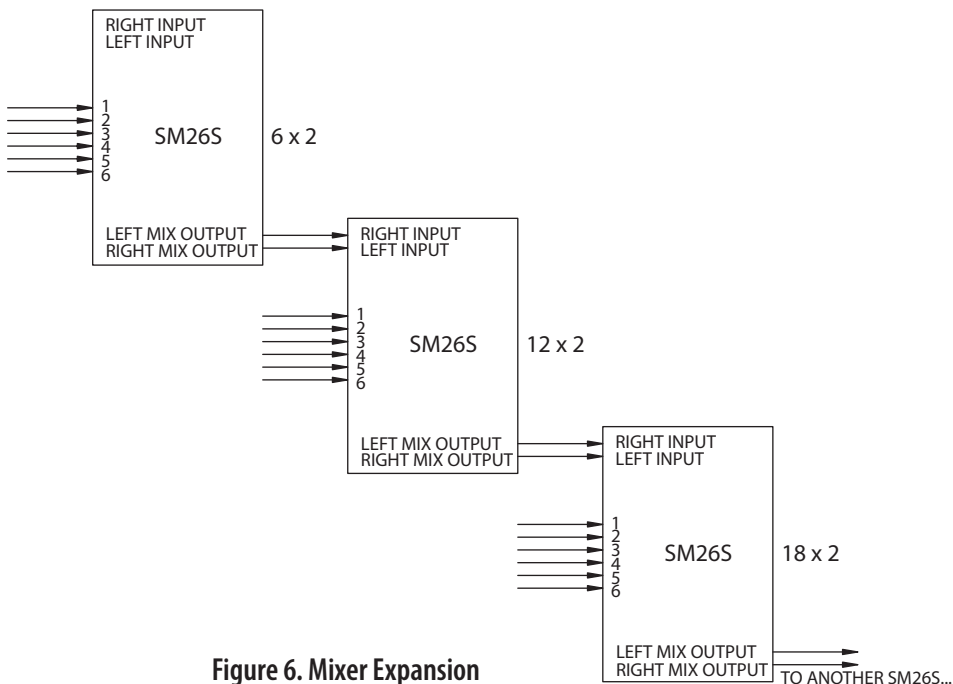 RIGHT INPUT
LEFT INPUT
1
2
3
4
5
6
SM26S
6 x 2
LEFT MIX OUTPUT
RIGHT MIX OUTPUT
RIGHT INPUT
LEFT INPUT
1
2
3
4
5
6
SM26S
12 x 2
LEFT MIX OUTPUT
RIGHT MIX OUTPUT
RIGHT INPUT
LEFT INPUT
1
2
3
4
5
6
SM26S
18 x 2
LEFT MIX OUTPUT
RIGHT MIX OUTPUT
TO ANOTHER SM26S...
Figure 6. Mixer Expansion